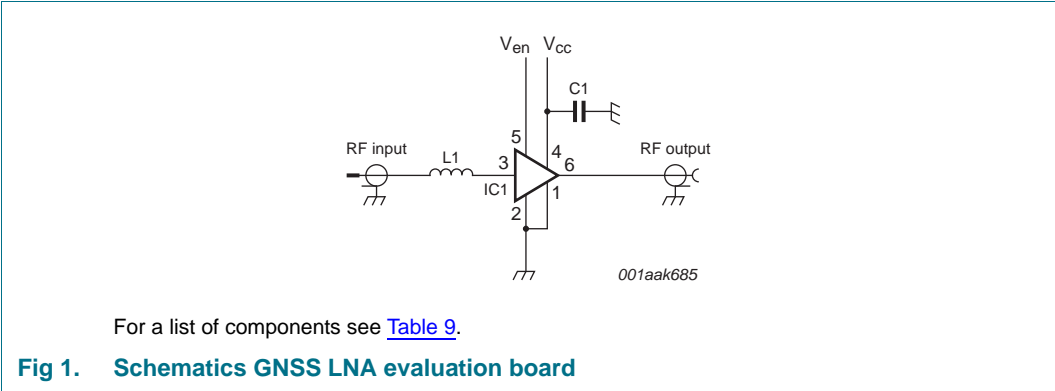 Ven Vcc
C1
5
4
RF input
L1
3
6
RF output
IC1
2
1
001aak685
For a list of components see Table 9.
Fig 1. Schematics GNSS LNA evaluation board